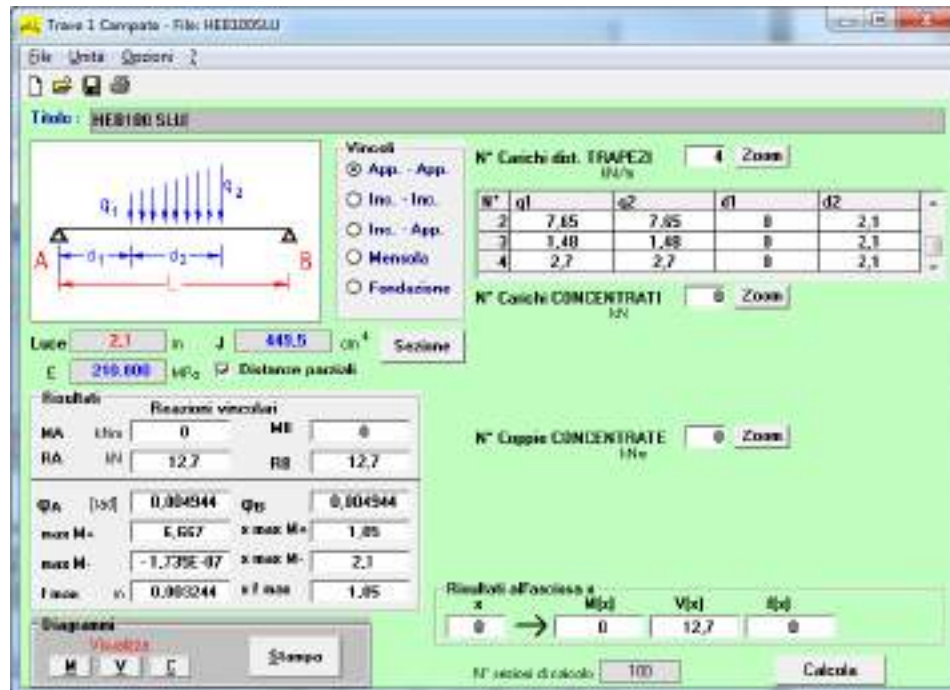 Trave 1 Campata - File: HEB100SLU
File Unità Opzioni ?
Titolo : HEB100 SLU
q1 q2
A d1 d2 B
L
Vincoli
App. - App.
Inc. - Inc.
Inc. - App.
Mensola
Fondazione
N° Carichi dist. TRAPEZI 4 Zoom
kN/m
N° q1 q2 d1 d2
2 7,65 7,65 0 2,1
3 1,48 1,48 0 2,1
4 2,7 2,7 0 2,1
N° Carichi CONCENTRATI 0 Zoom
kN
Luce 2,1 m J 449,5 cm4 Sezione
E 210.000 MPa Distanze parziali
Risultati
Reazioni vincolari
MA kNm 0 MB 0
RA kN 12,7 RB 12,7
N° Coppie CONCENTRATE 0 Zoom
kNm
φA [rad] 0,004944 φB 0,004944
max M+ 6,667 x max M+ 1,05
max M- -1,735E-07 x max M- 2,1
f max m 0,003244 x f max 1,05
Risultati all'ascissa x
x M(x) V(x) f(x)
0 0 12,7 0
Diagrammi
Visualizza
M V Stampa
N° sezioni di calcolo 100 Calcola